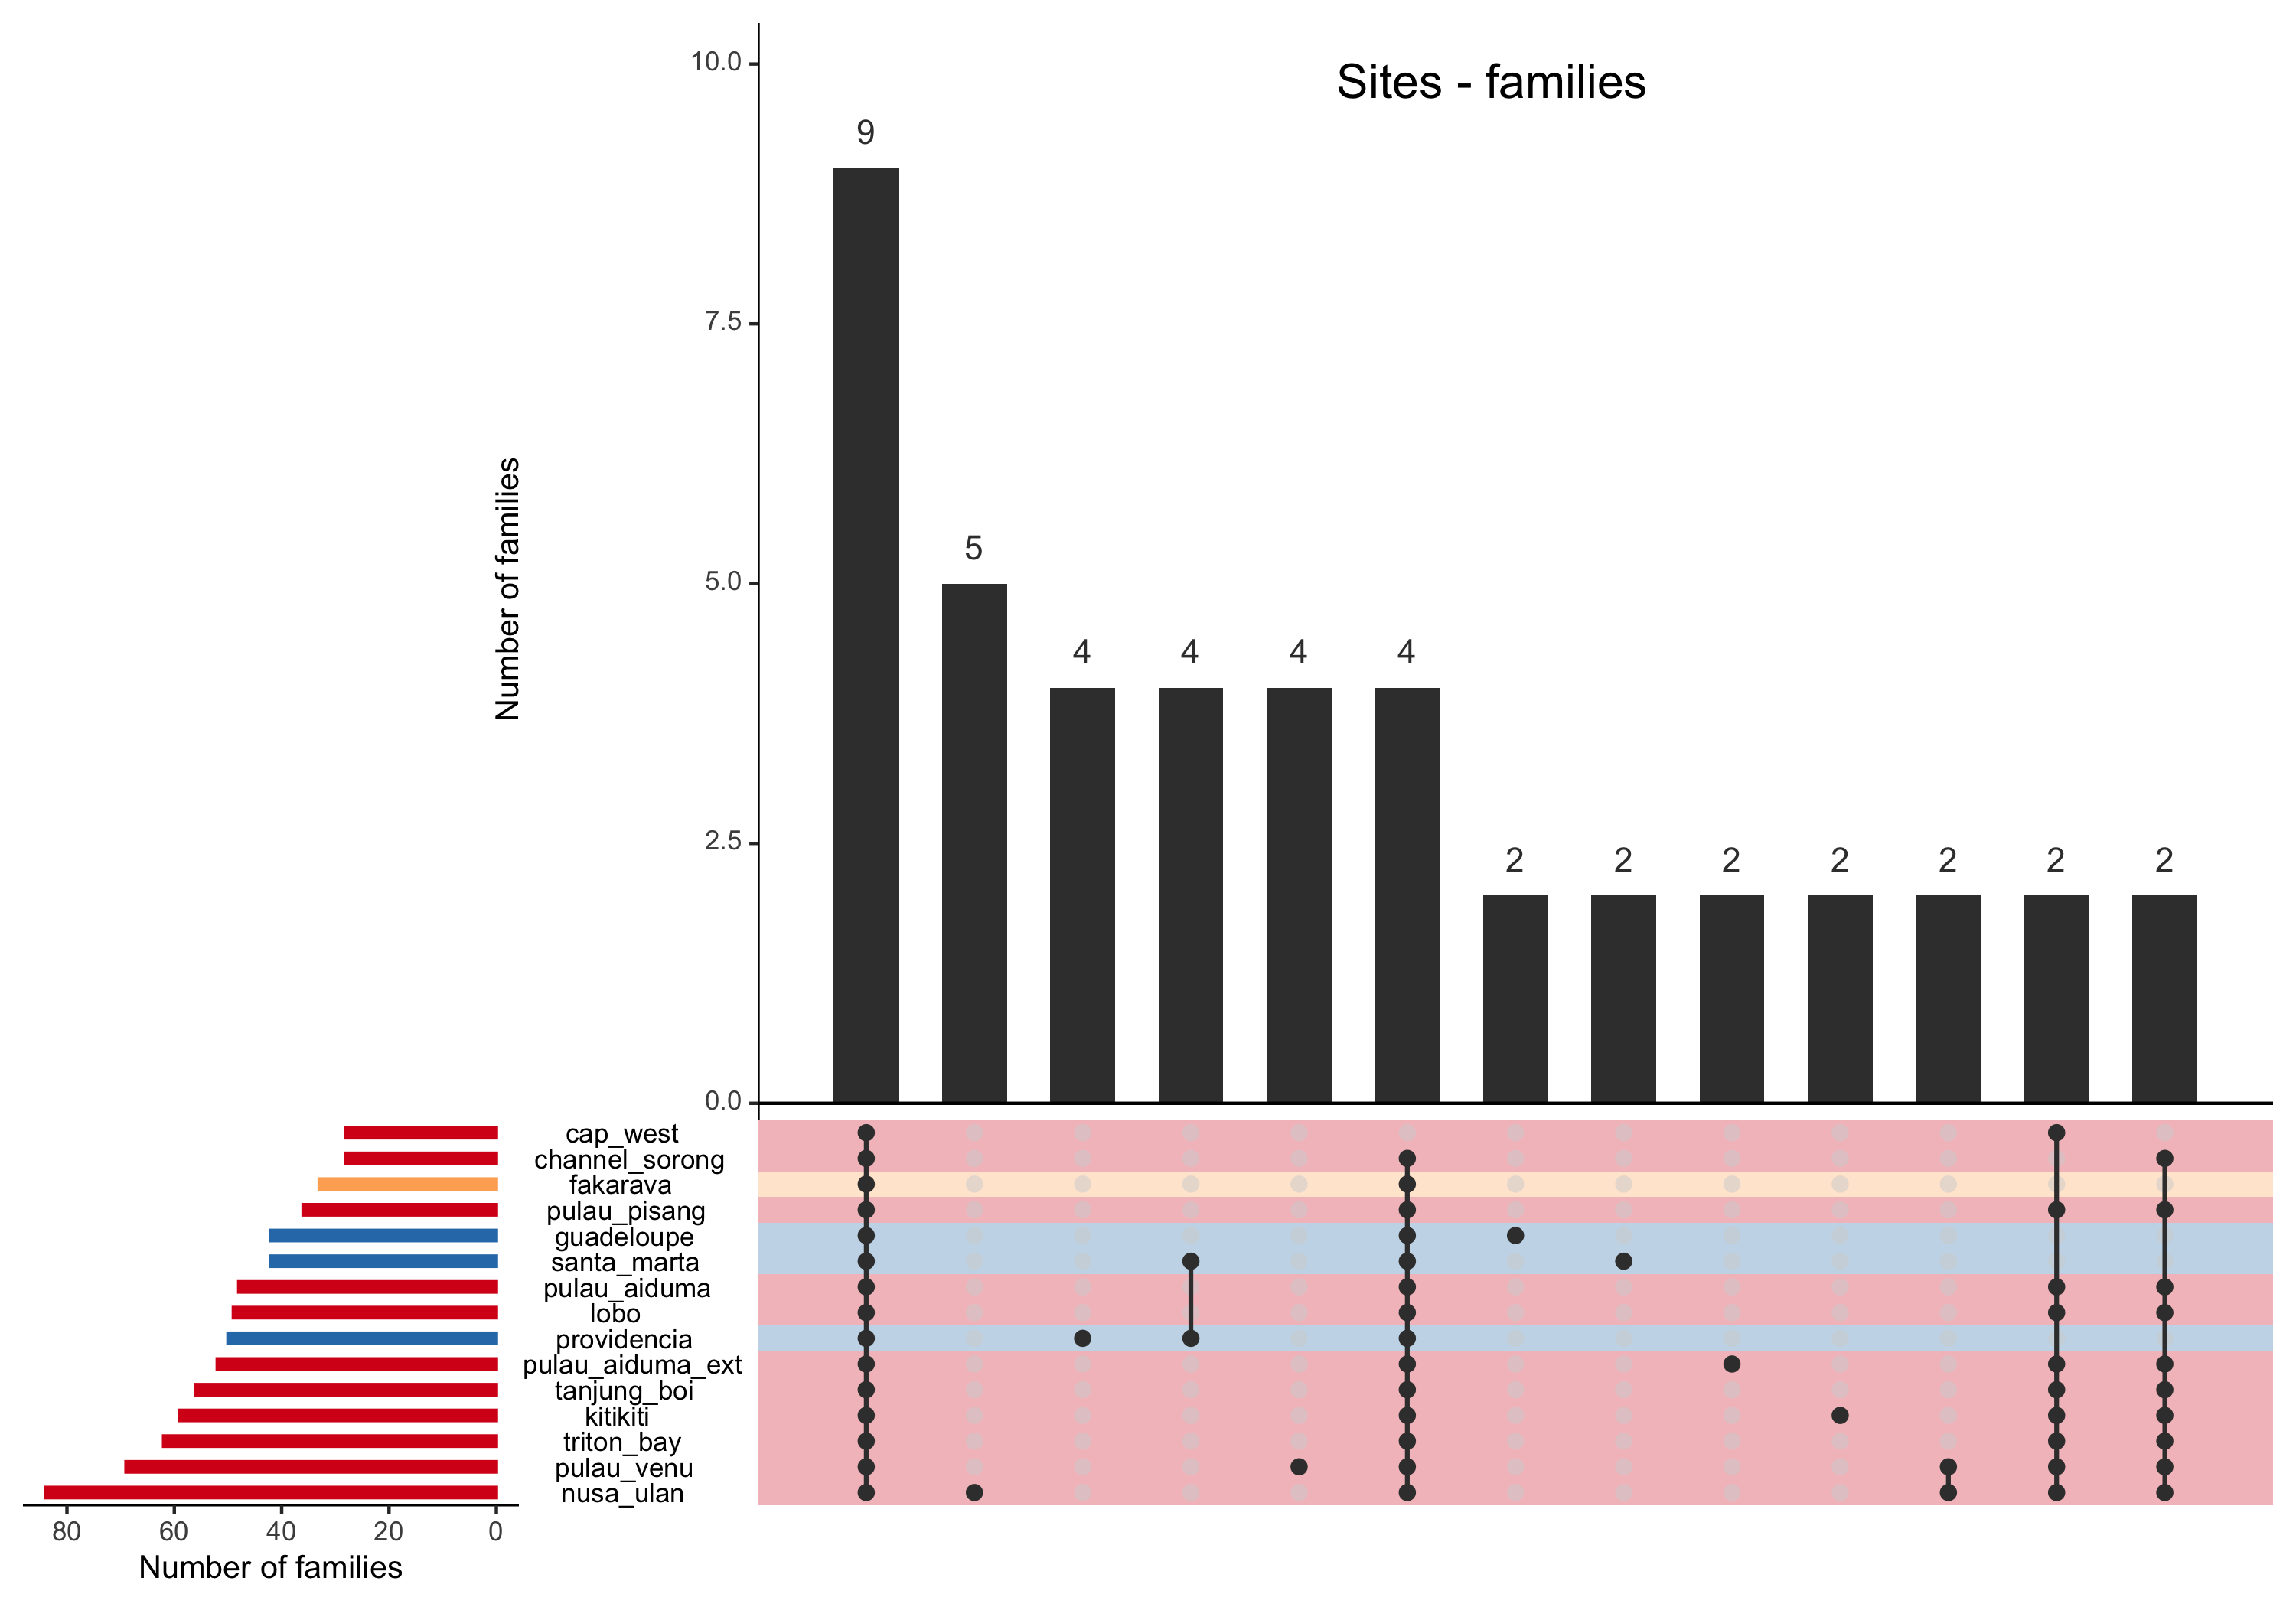 Sites - families
10.0
7.5
5.0
2.5
0.0
Number of families
9
5
4
4
4
4
2
2
2
2
2
2
2
cap_west
channel_sorong
fakarava
pulau_pisang
guadeloupe
santa_marta
pulau_aiduma
lobo
providencia
pulau_aiduma_ext
tanjung_boi
kitikiti
triton_bay
pulau_venu
nusa_ulan
80 60 40 20 0
Number of families